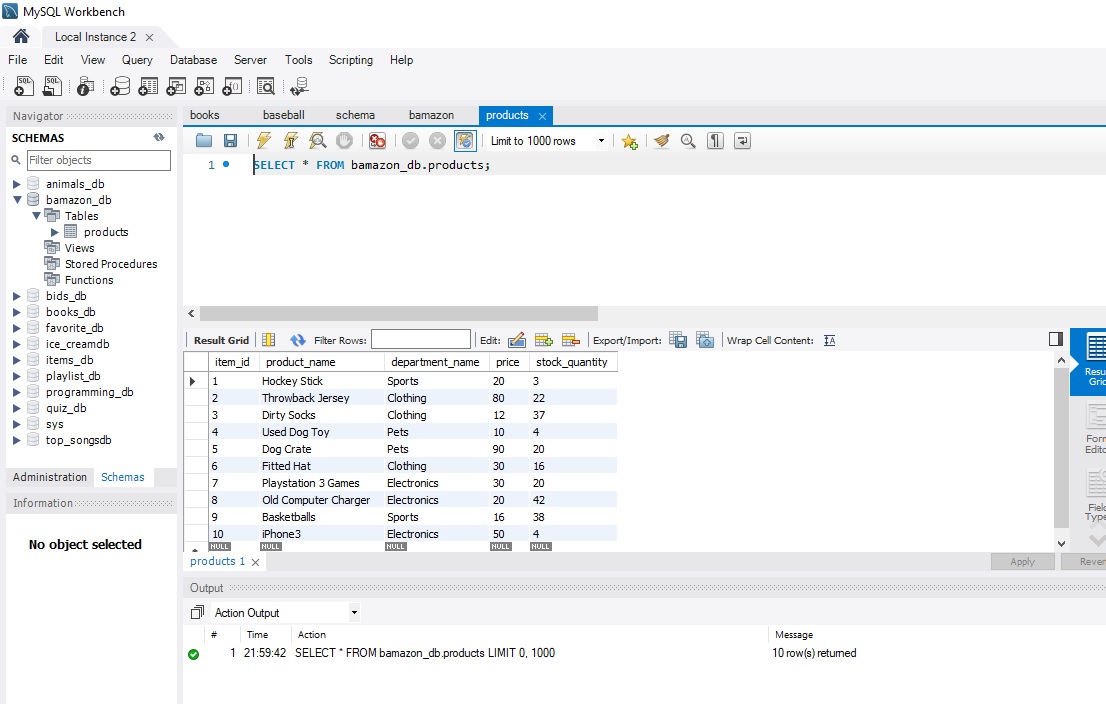 MySQL Workbench
Local Instance 2
File Edit View Query Database Server Tools Scripting Help
Navigator
SCHEMAS
Filter objects
animals_db
bamazon_db
Tables
products
Views
Stored Procedures
Functions
bids_db
books_db
favorite_db
ice_creamdb
items_db
playlist_db
programming_db
quiz_db
sys
top_songsdb
Administration Schemas
Information
No object selected
books baseball schema bamazon products
Limit to 1000 rows
1 SELECT * FROM bamazon_db.products;
Result Grid Filter Rows: Edit: Export/Import: Wrap Cell Content:
item_id product_name department_name price stock_quantity
1 Hockey Stick Sports 20 3
2 Throwback Jersey Clothing 80 22
3 Dirty Socks Clothing 12 37
4 Used Dog Toy Pets 10 4
5 Dog Crate Pets 90 20
6 Fitted Hat Clothing 30 16
7 Playstation 3 Games Electronics 30 20
8 Old Computer Charger Electronics 20 42
9 Basketballs Sports 16 38
10 iPhone3 Electronics 50 4
NULL NULL NULL NULL NULL
Resu
Grid
Form
Edito
Field
Type
products 1
Apply Rever
Output
Action Output
# Time Action Message
1 21:59:42 SELECT * FROM bamazon_db.products LIMIT 0, 1000 10 row(s) returned